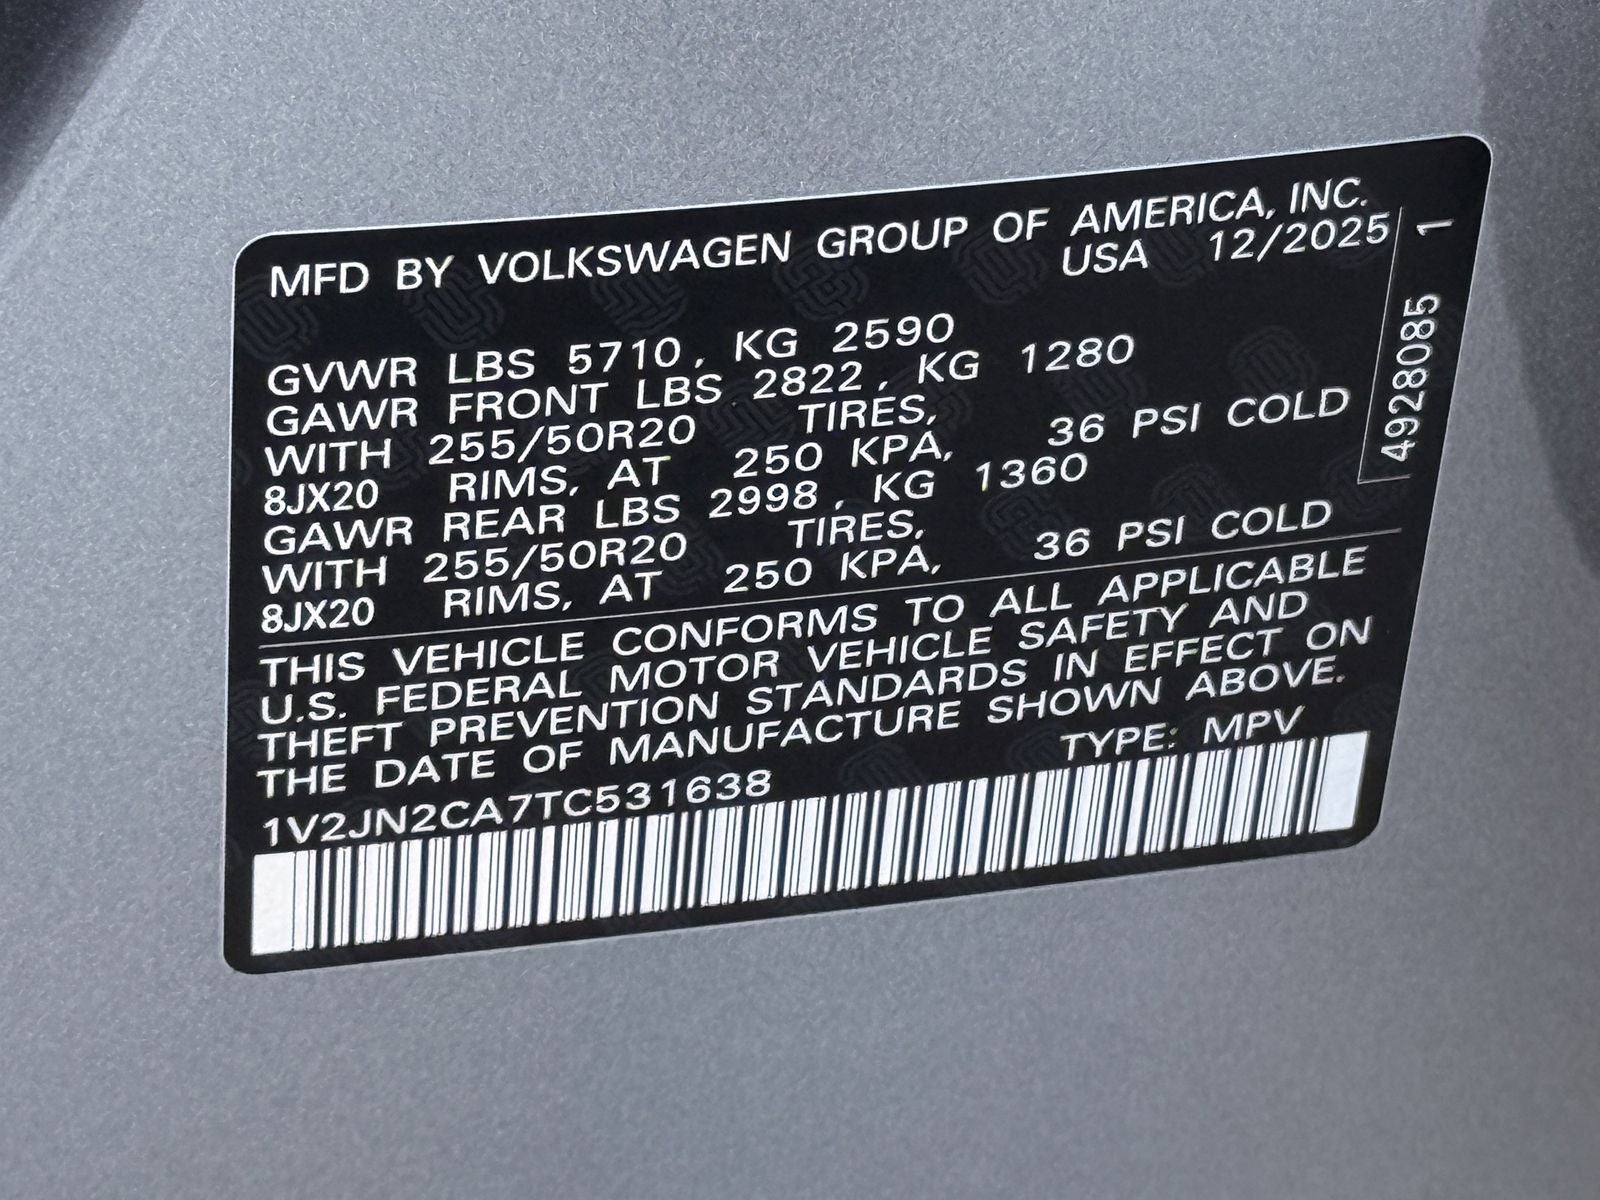 MFD BY VOLKSWAGEN GROUP OF AMERICA, INC.
USA 12/2025
GVWR LBS 5710, KG 2590
GAWR FRONT LBS 2822, KG 1280
WITH 255/50R20 TIRES,
8JX20 RIMS, AT 250 KPA, 36 PSI COLD
GAWR REAR LBS 2998, KG 1360
WITH 255/50R20 TIRES,
8JX20 RIMS, AT 250 KPA, 36 PSI COLD
THIS VEHICLE CONFORMS TO ALL APPLICABLE
U.S. FEDERAL MOTOR VEHICLE SAFETY AND
THEFT PREVENTION STANDARDS IN EFFECT ON
THE DATE OF MANUFACTURE SHOWN ABOVE.
TYPE: MPV
1V2JN2CA7TC531638
4928085 1